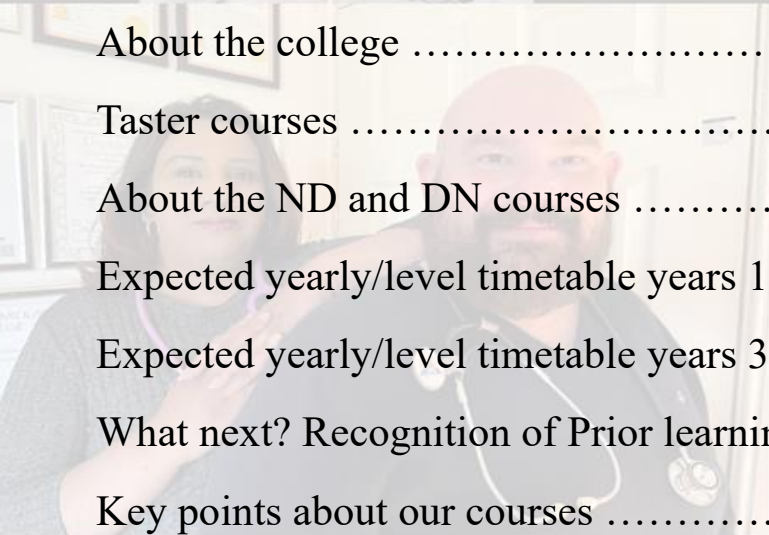 About the college ……………………
Taster courses …………………………
About the ND and DN courses ………
Expected yearly/level timetable years 1
Expected yearly/level timetable years 3
What next? Recognition of Prior
Key points about our courses …………